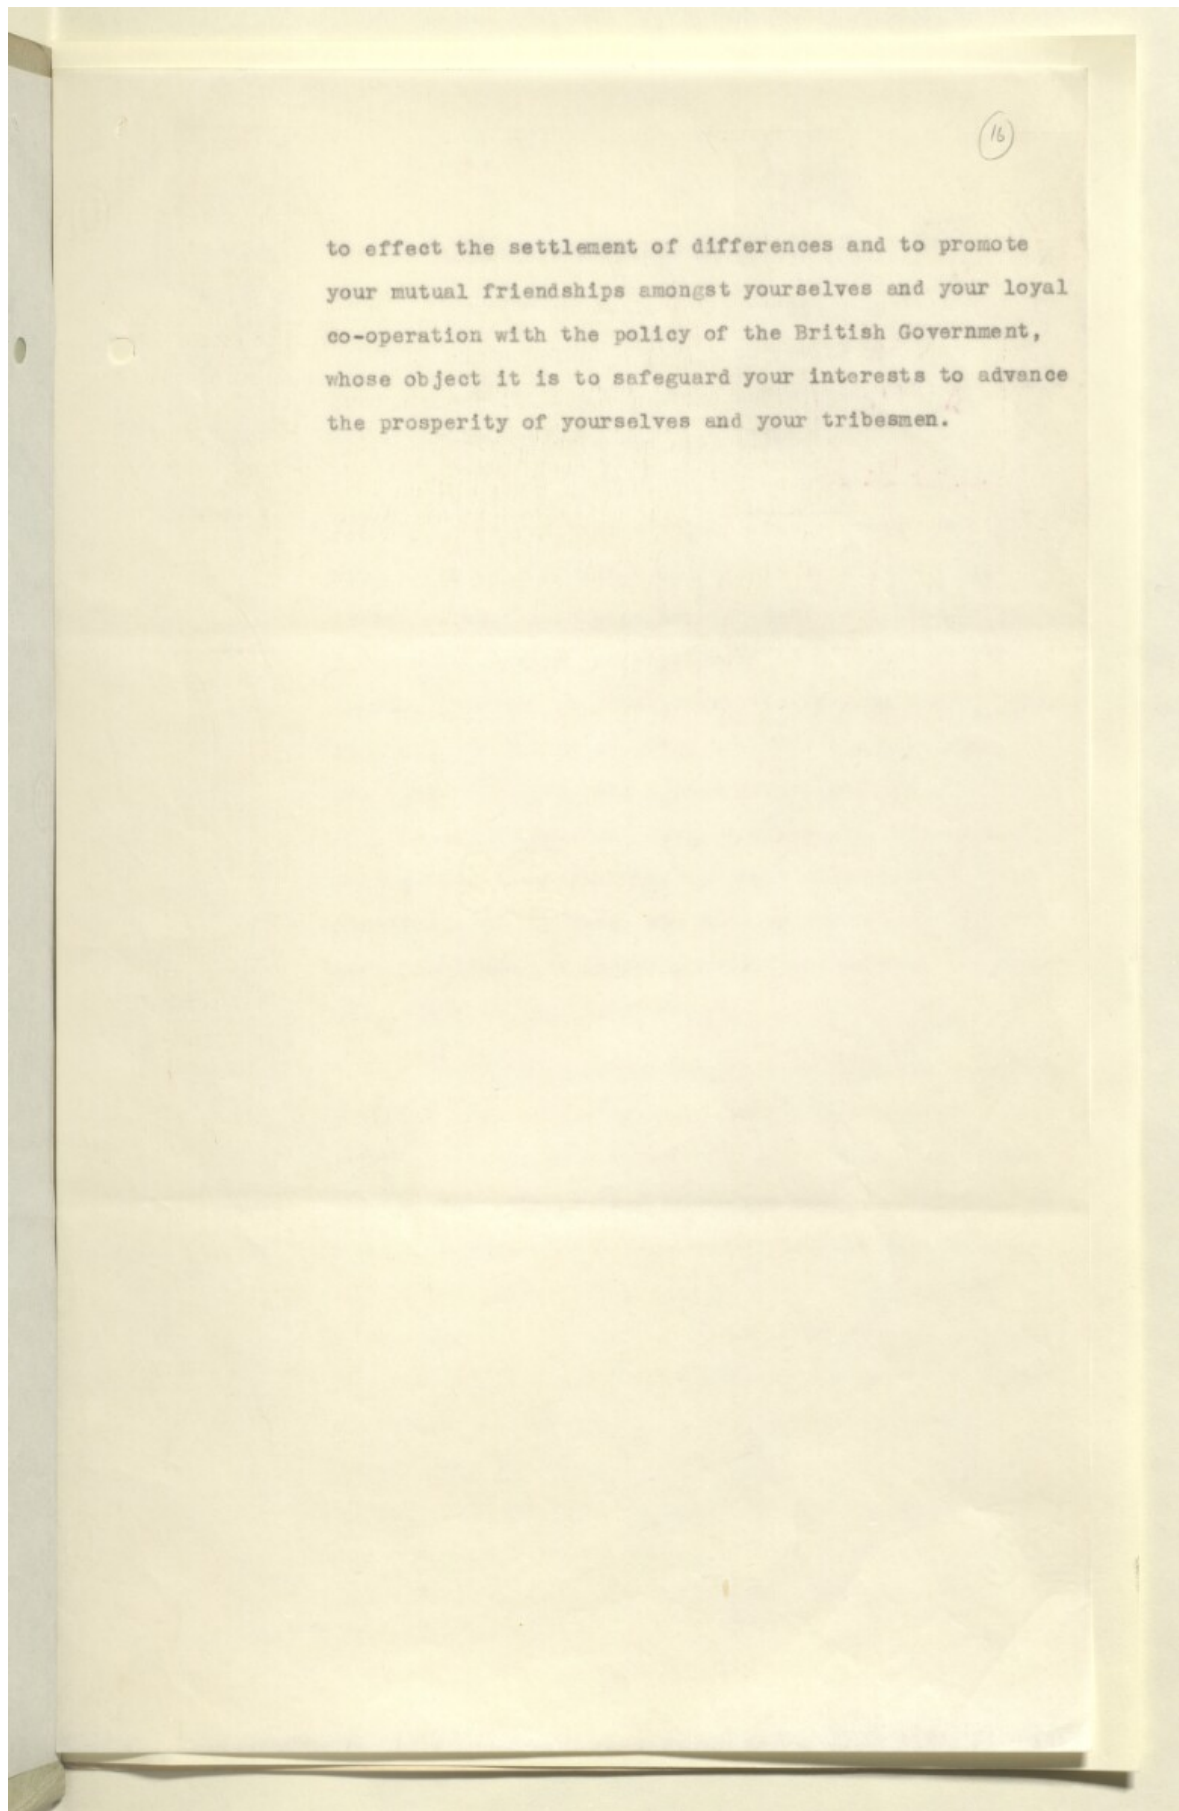 16
to effect the settlement of differences and to promote
your mutual friendships amongst yourselves and your loyal
co-operation with the policy of the British Government,
whose object it is to safeguard your interests to advance
the prosperity of yourselves and your tribesmen.